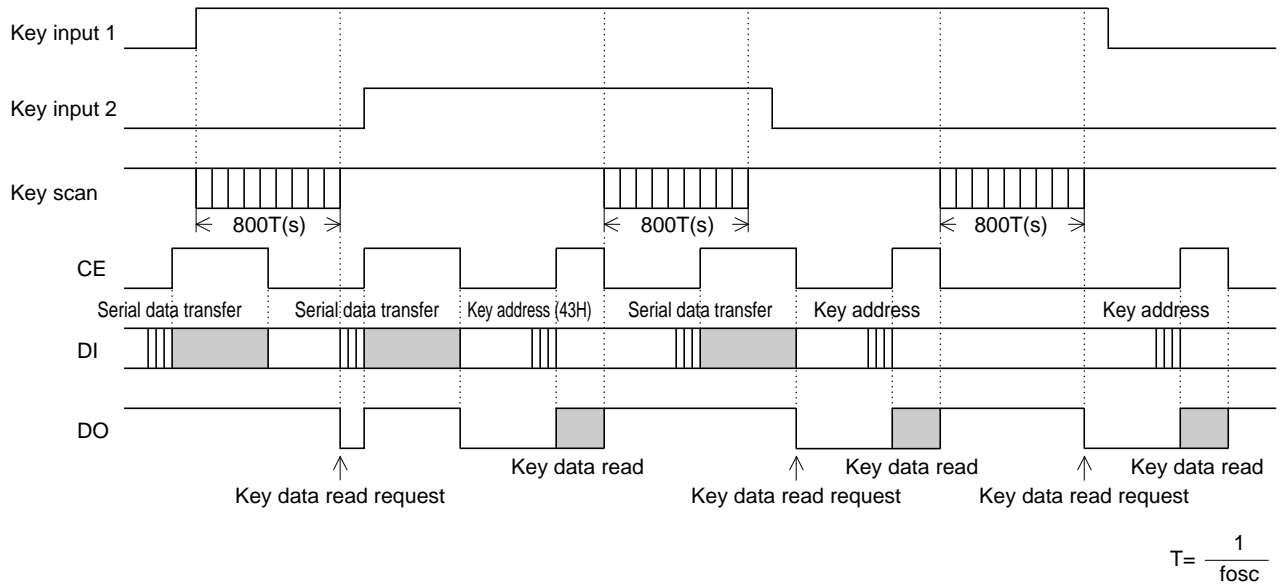 Key input 1
Key input 2
Key scan
800T(s) 800T(s) 800T(s)
CE
Serial data transfer Serial data transfer Key address (43H) Serial data transfer Key address Key address
DI
DO
Key data read Key data read Key data read
Key data read request Key data read request Key data read request
T= 1
fosc